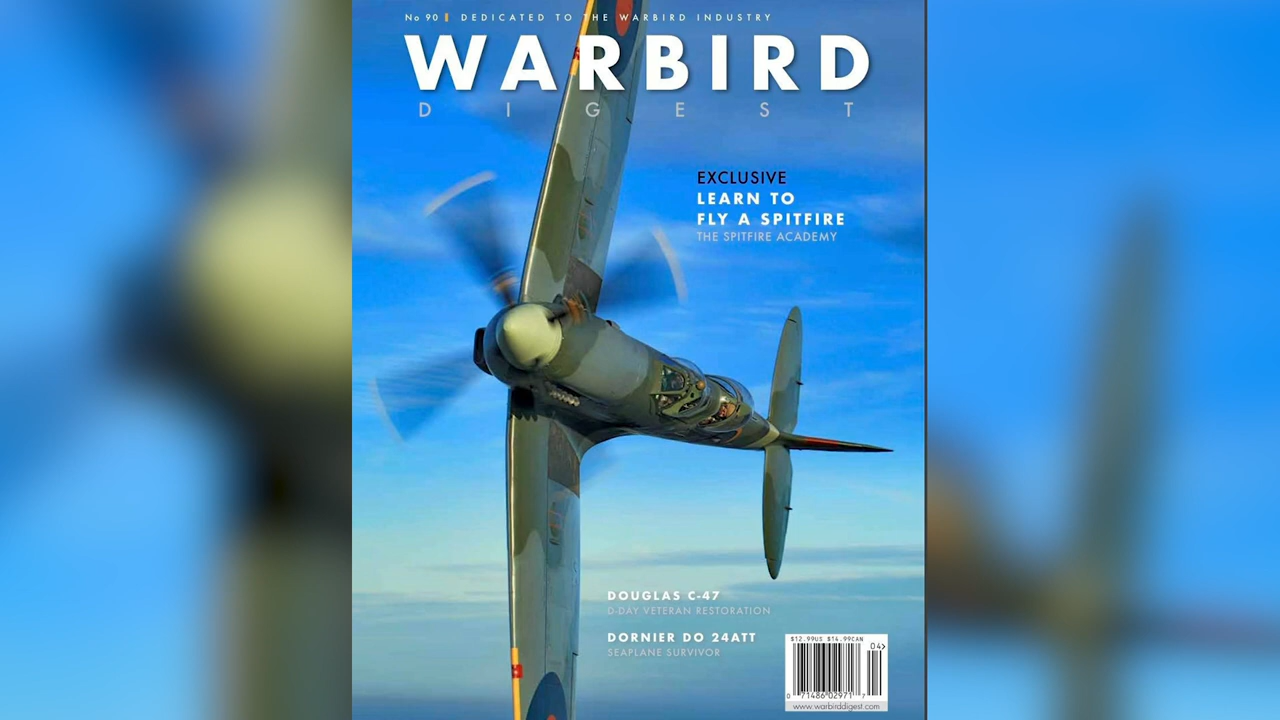 No 90 | DEDICATED TO THE WARBIRD INDUSTRY
WARBIRD
DIGEST
EXCLUSIVE
LEARN TO
FLY A SPITFIRE
THE SPITFIRE ACADEMY
DOUGLAS C-47
D-DAY VETERAN RESTORATION
DORNIER DO 24ATT
SEAPLANE SURVIVOR
$12.99US $14.99CAN
04>
0 71486 02971 7
www.warbirddigest.com